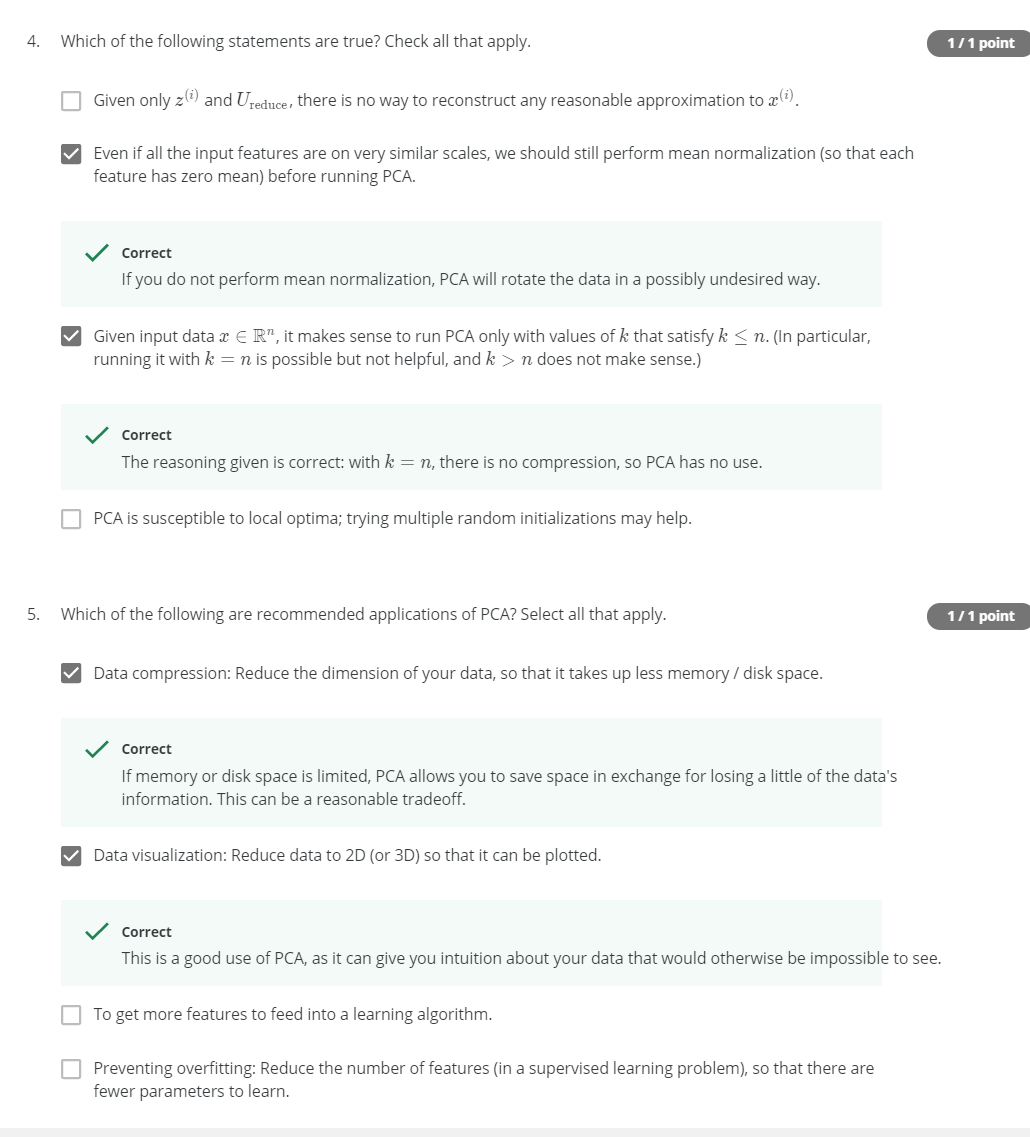 4. Which of the following statements are true? Check all that apply.
1 / 1 point
Given only z⁽ⁱ⁾ and U_reduce, there is no way to reconstruct any reasonable approximation to x⁽ⁱ⁾.
Even if all the input features are on very similar scales, we should still perform mean normalization (so that each
feature has zero mean) before running PCA.
Correct
If you do not perform mean normalization, PCA will rotate the data in a possibly undesired way.
Given input data x ∈ ℝⁿ, it makes sense to run PCA only with values of k that satisfy k ≤ n. (In particular,
running it with k = n is possible but not helpful, and k > n does not make sense.)
Correct
The reasoning given is correct: with k = n, there is no compression, so PCA has no use.
PCA is susceptible to local optima; trying multiple random initializations may help.
5. Which of the following are recommended applications of PCA? Select all that apply.
1 / 1 point
Data compression: Reduce the dimension of your data, so that it takes up less memory / disk space.
Correct
If memory or disk space is limited, PCA allows you to save space in exchange for losing a little of the data's
information. This can be a reasonable tradeoff.
Data visualization: Reduce data to 2D (or 3D) so that it can be plotted.
Correct
This is a good use of PCA, as it can give you intuition about your data that would otherwise be impossible to see.
To get more features to feed into a learning algorithm.
Preventing overfitting: Reduce the number of features (in a supervised learning problem), so that there are
fewer parameters to learn.